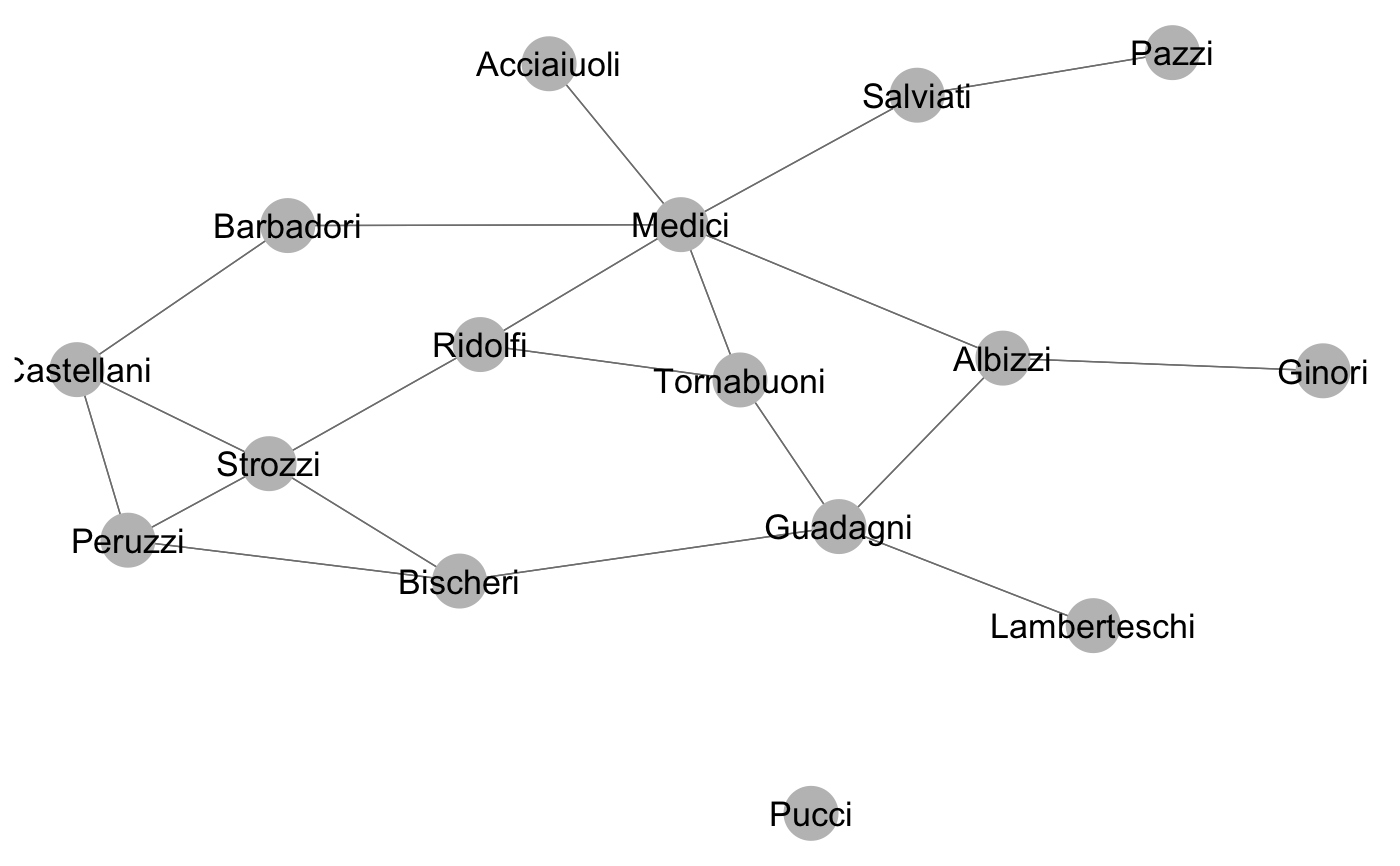 Pazzi
Acciaiuoli
Salviati
Barbadori
Medici
Ridolfi
Albizzi
Castellani
Ginori
Tornabuoni
Strozzi
Guadagni
Peruzzi
Bischeri
Lamberteschi
Pucci